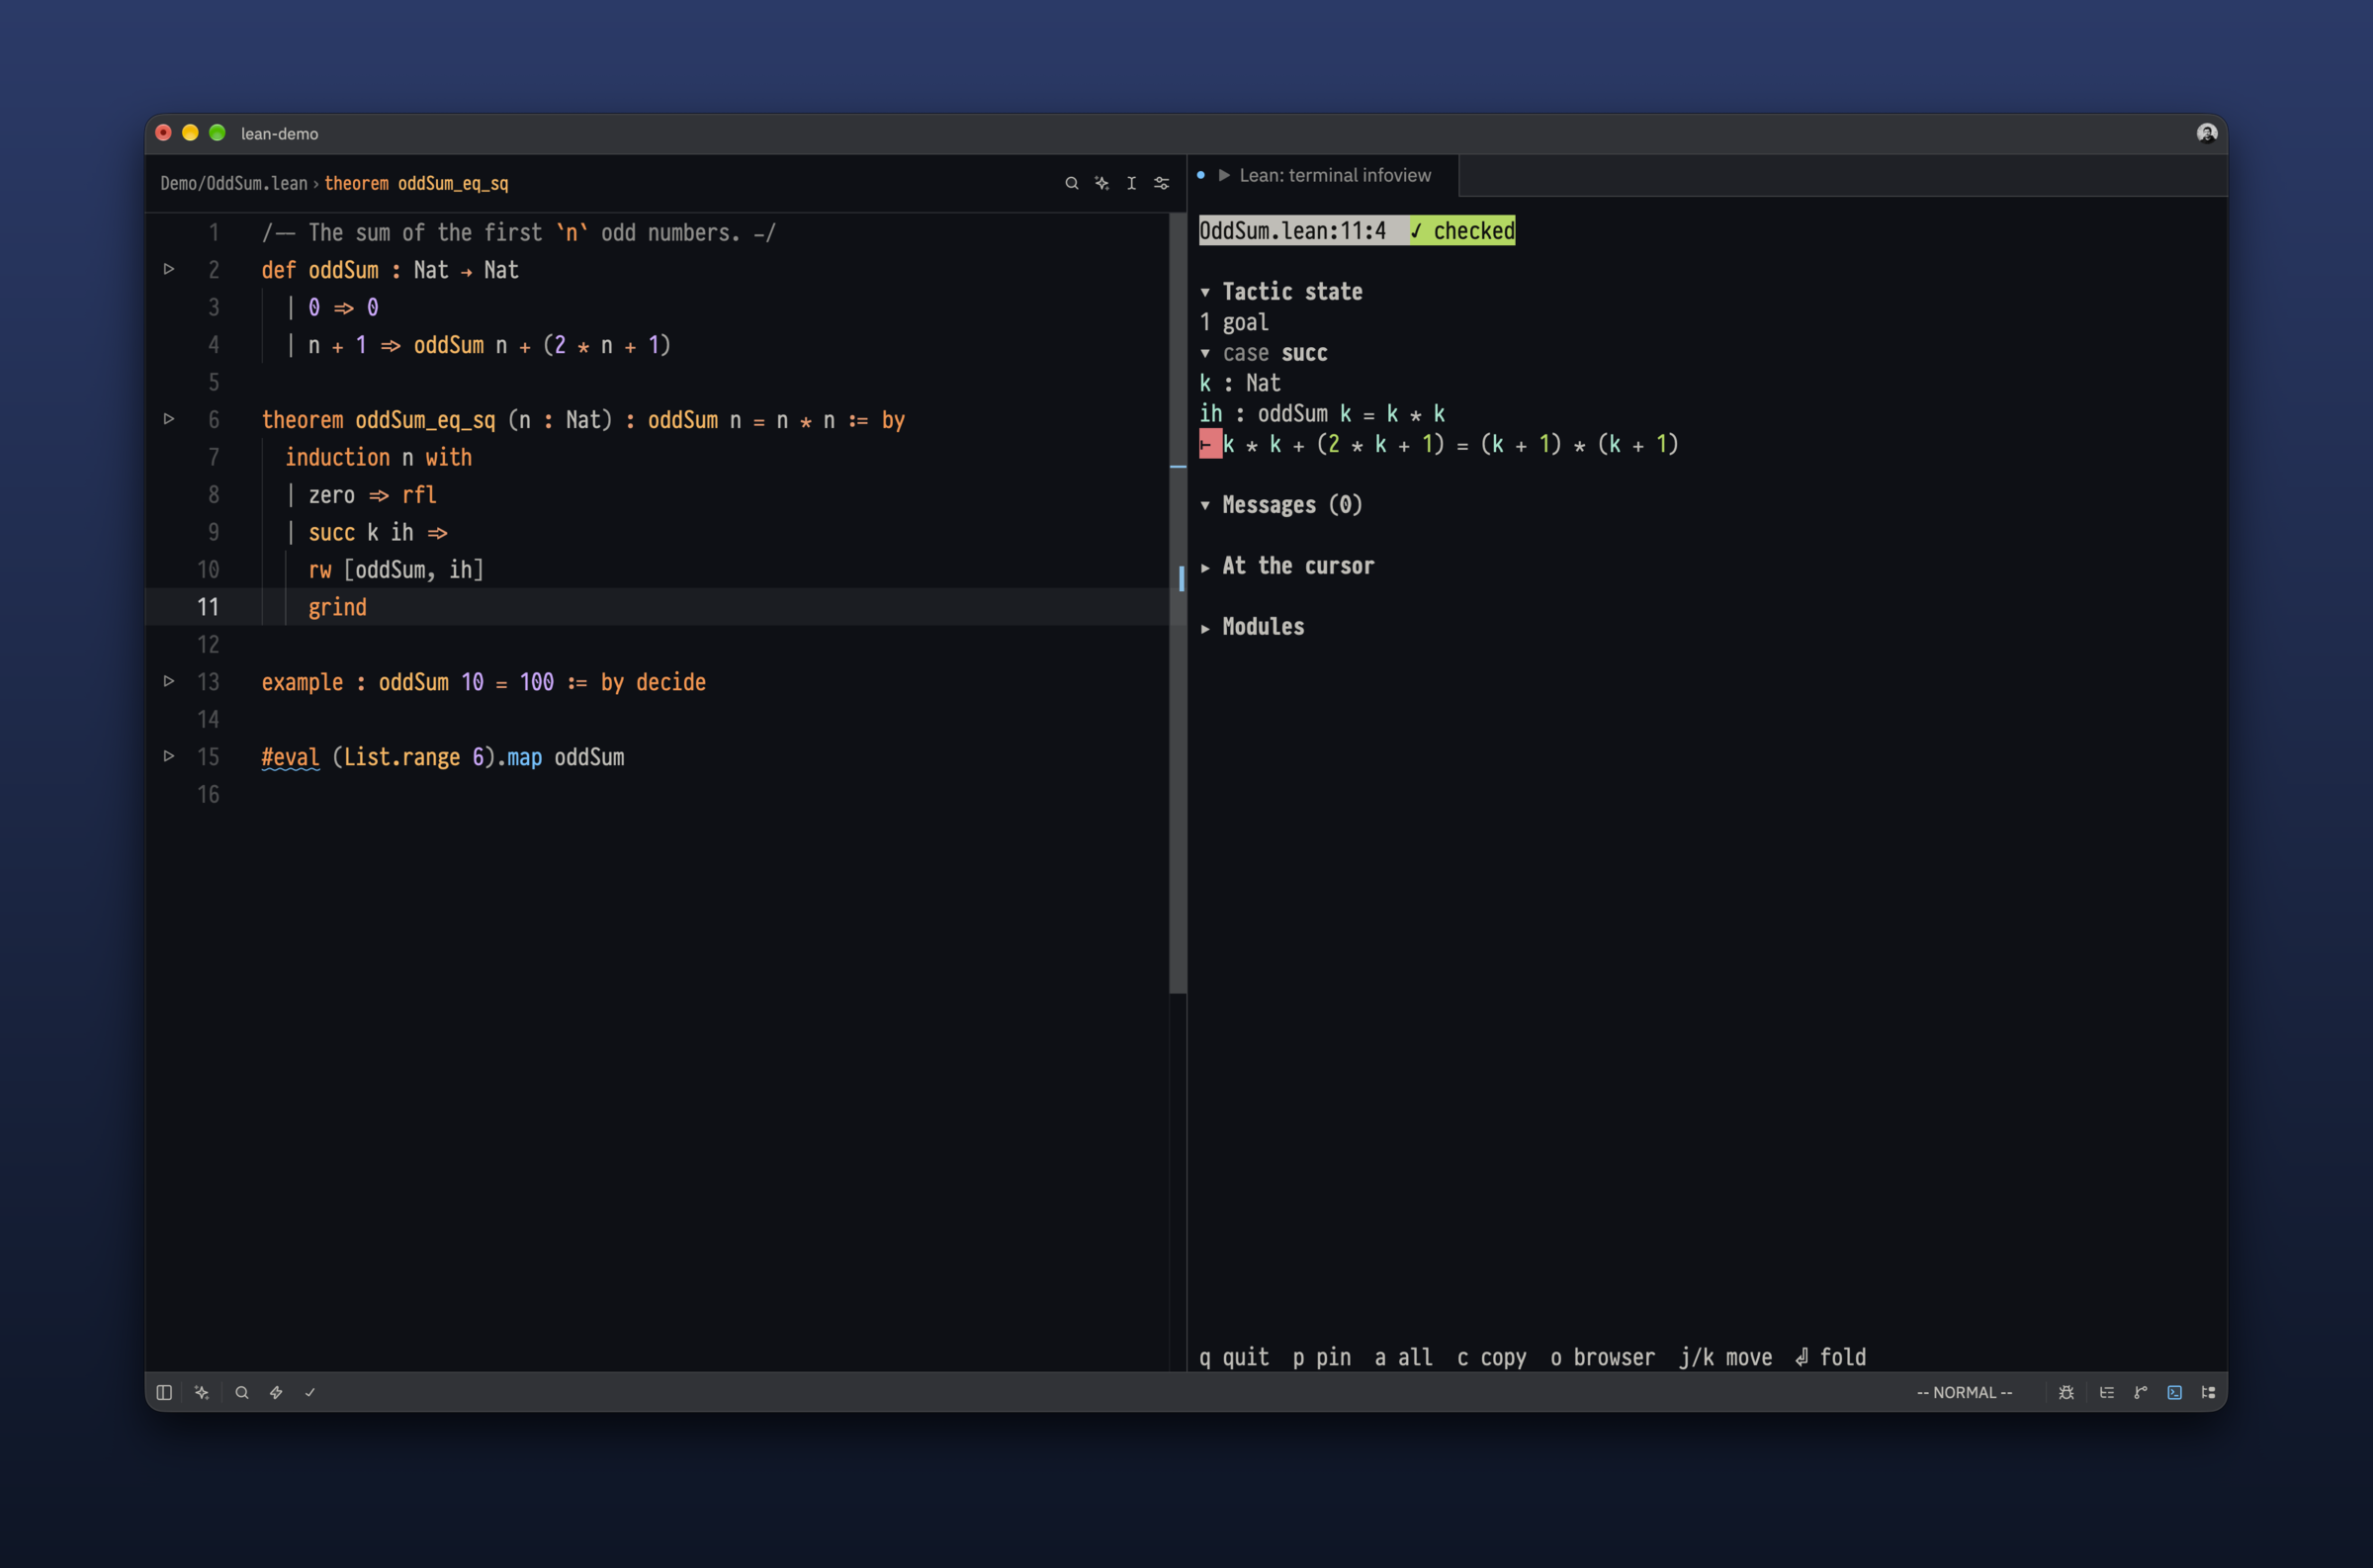 lean-demo
Demo/OddSum.lean › theorem oddSum_eq_sq
1 /-- The sum of the first `n` odd numbers. -/
2 def oddSum : Nat → Nat
3 | 0 => 0
4 | n + 1 => oddSum n + (2 * n + 1)
5
6 theorem oddSum_eq_sq (n : Nat) : oddSum n = n * n := by
7 induction n with
8 | zero => rfl
9 | succ k ih =>
10 rw [oddSum, ih]
11 grind
12
13 example : oddSum 10 = 100 := by decide
14
15 #eval (List.range 6).map oddSum
16
Lean: terminal infoview
OddSum.lean:11:4 ✓ checked
▾ Tactic state
1 goal
▾ case succ
k : Nat
ih : oddSum k = k * k
⊢ k * k + (2 * k + 1) = (k + 1) * (k + 1)
▾ Messages (0)
▸ At the cursor
▸ Modules
q quit p pin a all c copy o browser j/k move ⏎ fold
-- NORMAL --